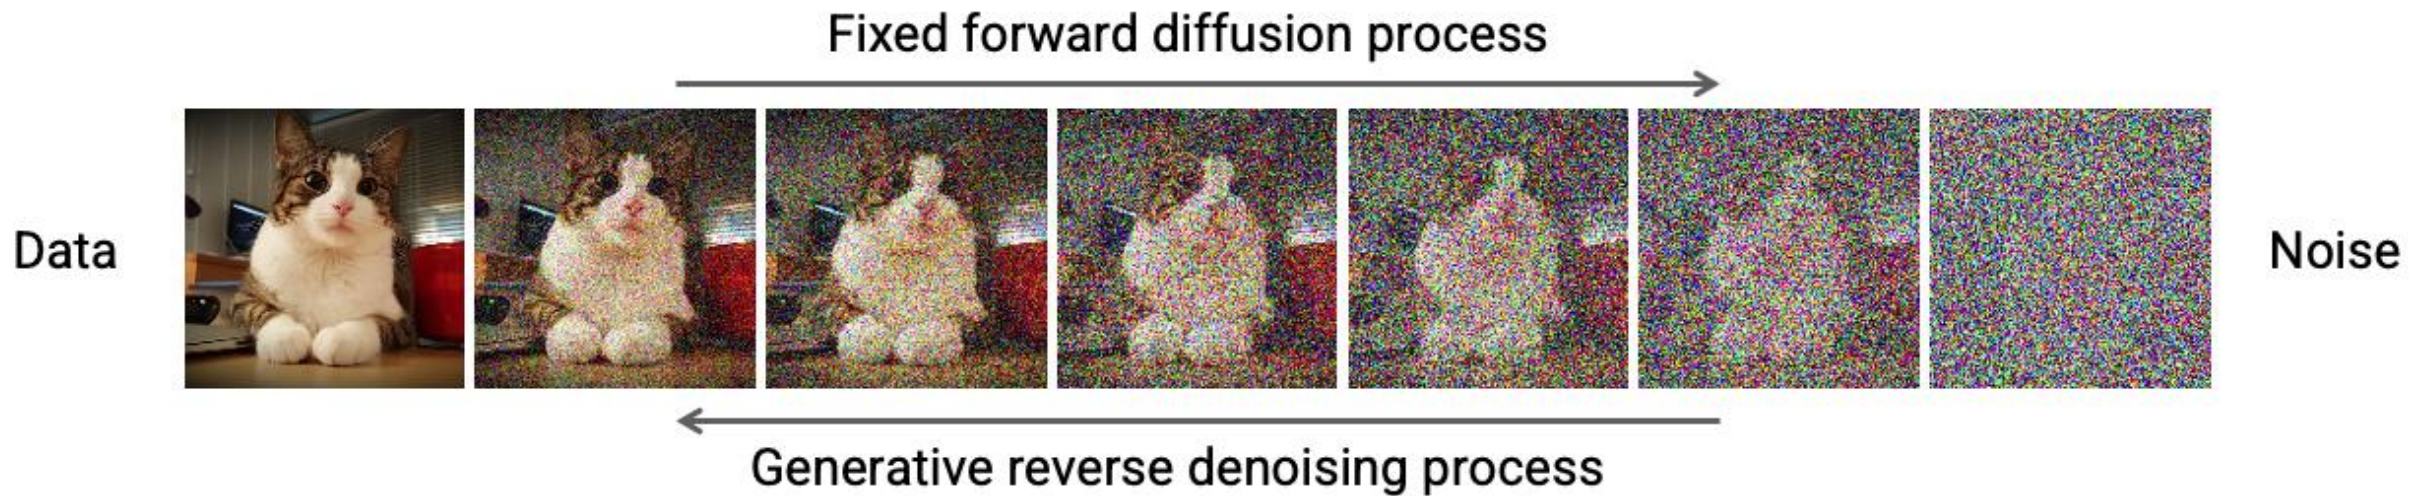 Fixed forward diffusion process
Data
Noise
Generative reverse denoising process